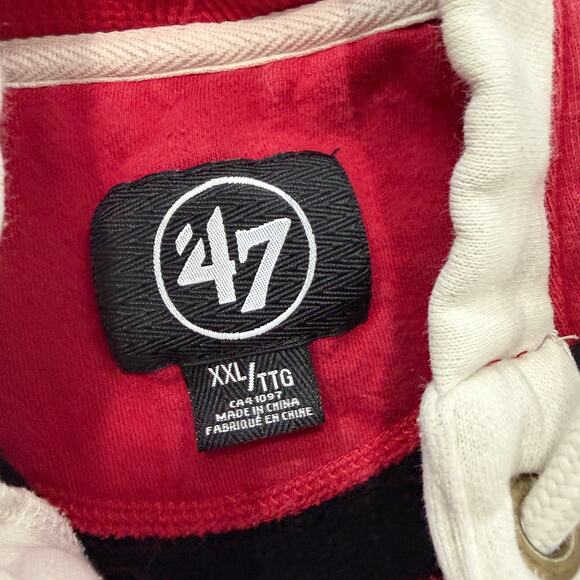 '47
XXL/TTG
CA41097
MADE IN CHINA
FABRIQUÉ EN CHINE